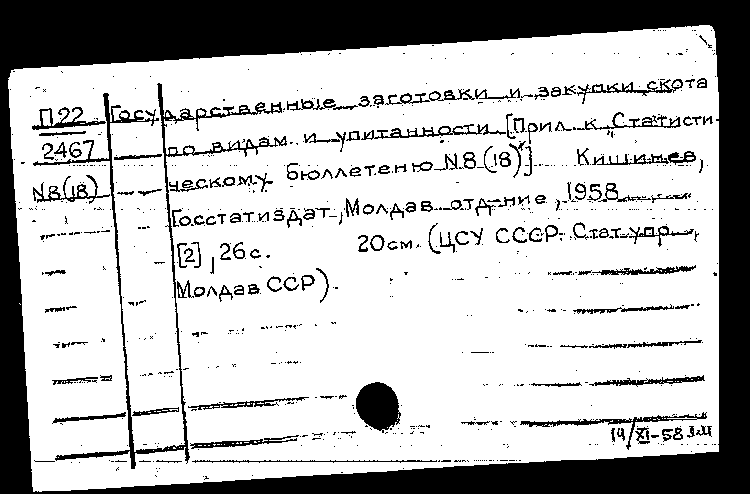 П22 Государственные заготовки и закупки скота
2467 по видам и упитанности [Прил. к „Статисти-
N8(18) ческому бюллетеню N8(18)"] Кишинев,
Госстатиздат, Молдав. отд-ние, 1958.
[2], 26с. 20см. (ЦСУ СССР. Стат. упр.
Молдав ССР).
14/XI-58